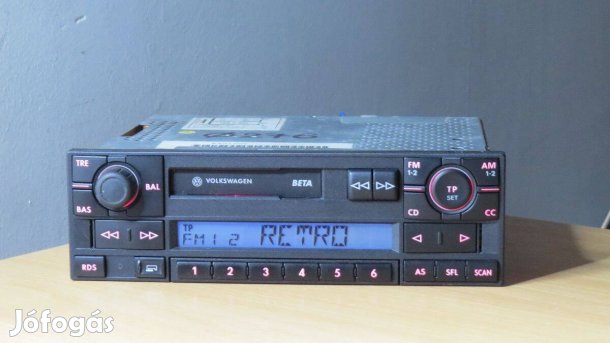 TRE
BAL
BAS
VOLKSWAGEN
BETA
FM
1-2
AM
1-2
TP
SET
CD
CC
TP
FM1 2 RETRO
RDS
1 2 3 4 5 6
AS SFL SCAN
Jófogás